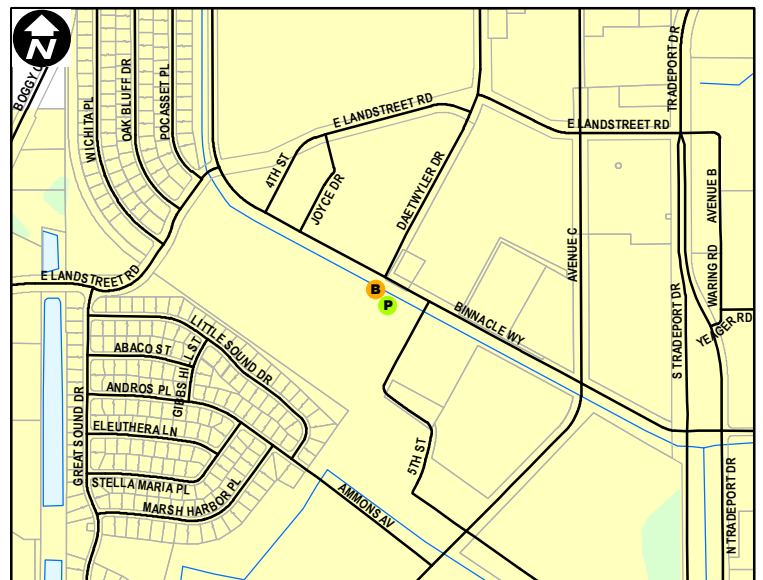 N
BOGGY C
WICHITA PL
OAK BLUFF DR
POCASSET PL
E LANDSTREET RD
4TH ST
JOYCE DR
DAETWYLER DR
E LANDSTREET RD
TRADEPORT DR
AVENUE B
AVENUE C
WARING RD
S TRADEPORT DR
YEAGER RD
E LANDSTREET RD
B
P
BINNACLE WY
LITTLE SOUND DR
ABACO ST
GIBBS HILL ST
ANDROS PL
GREAT SOUND DR
ELEUTHERA LN
STELLA MARIA PL
MARSH HARBOR PL
5TH ST
AMMONS AV
N TRADEPORT DR